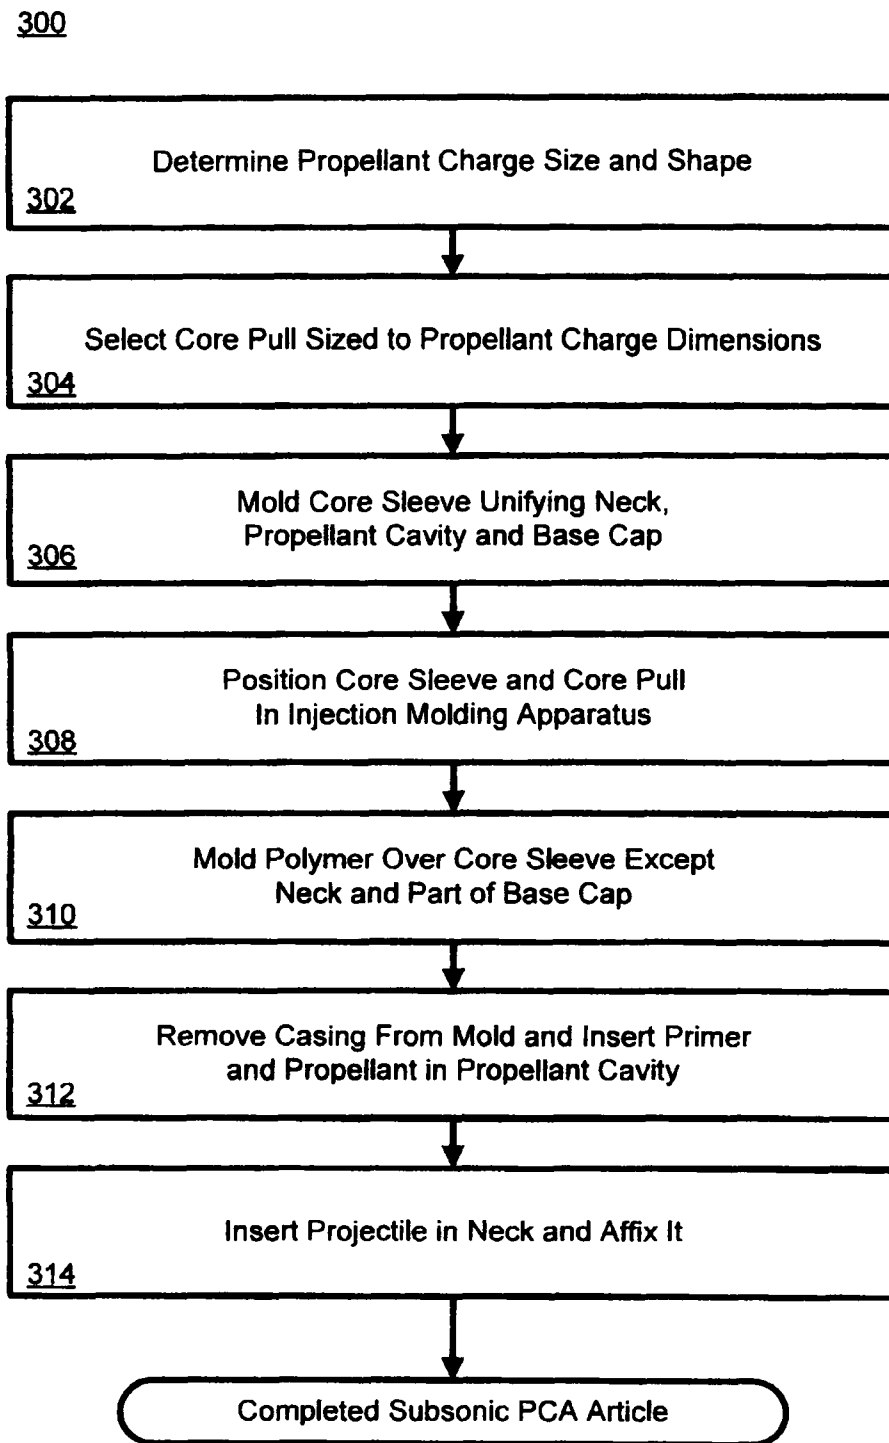 300
Determine Propellant Charge Size and Shape
302
Select Core Pull Sized to Propellant Charge Dimensions
304
Mold Core Sleeve Unifying Neck,
Propellant Cavity and Base Cap
306
Position Core Sleeve and Core Pull
In Injection Molding Apparatus
308
Mold Polymer Over Core Sleeve Except
Neck and Part of Base Cap
310
Remove Casing From Mold and Insert Primer
and Propellant in Propellant Cavity
312
Insert Projectile in Neck and Affix It
314
Completed Subsonic PCA Article